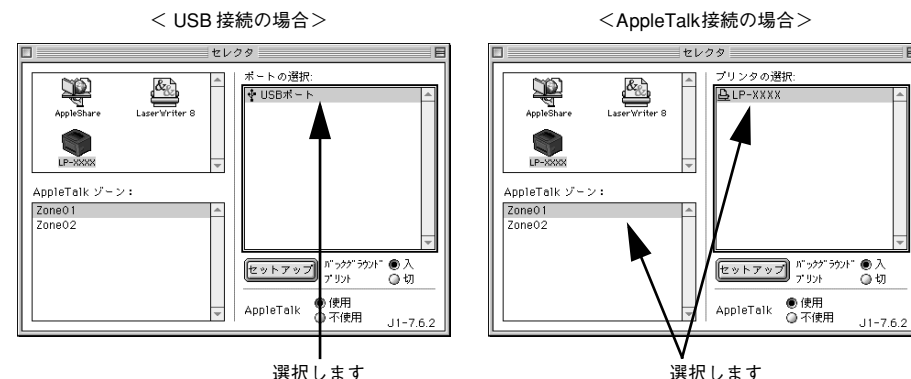 ＜ USB 接続の場合＞
セレクタ
AppleShare
LaserWriter 8
LP-XXXX
ポートの選択:
USBポート
AppleTalk ゾーン：
Zone01
Zone02
セットアップ
バックグラウンド
プリント
入
切
AppleTalk
使用
不使用
J1-7.6.2
選択します
＜AppleTalk接続の場合＞
セレクタ
AppleShare
LaserWriter 8
LP-XXXX
プリンタの選択:
LP-XXXX
AppleTalk ゾーン：
Zone01
Zone02
セットアップ
バックグラウンド
プリント
入
切
AppleTalk
使用
不使用
J1-7.6.2
選択します